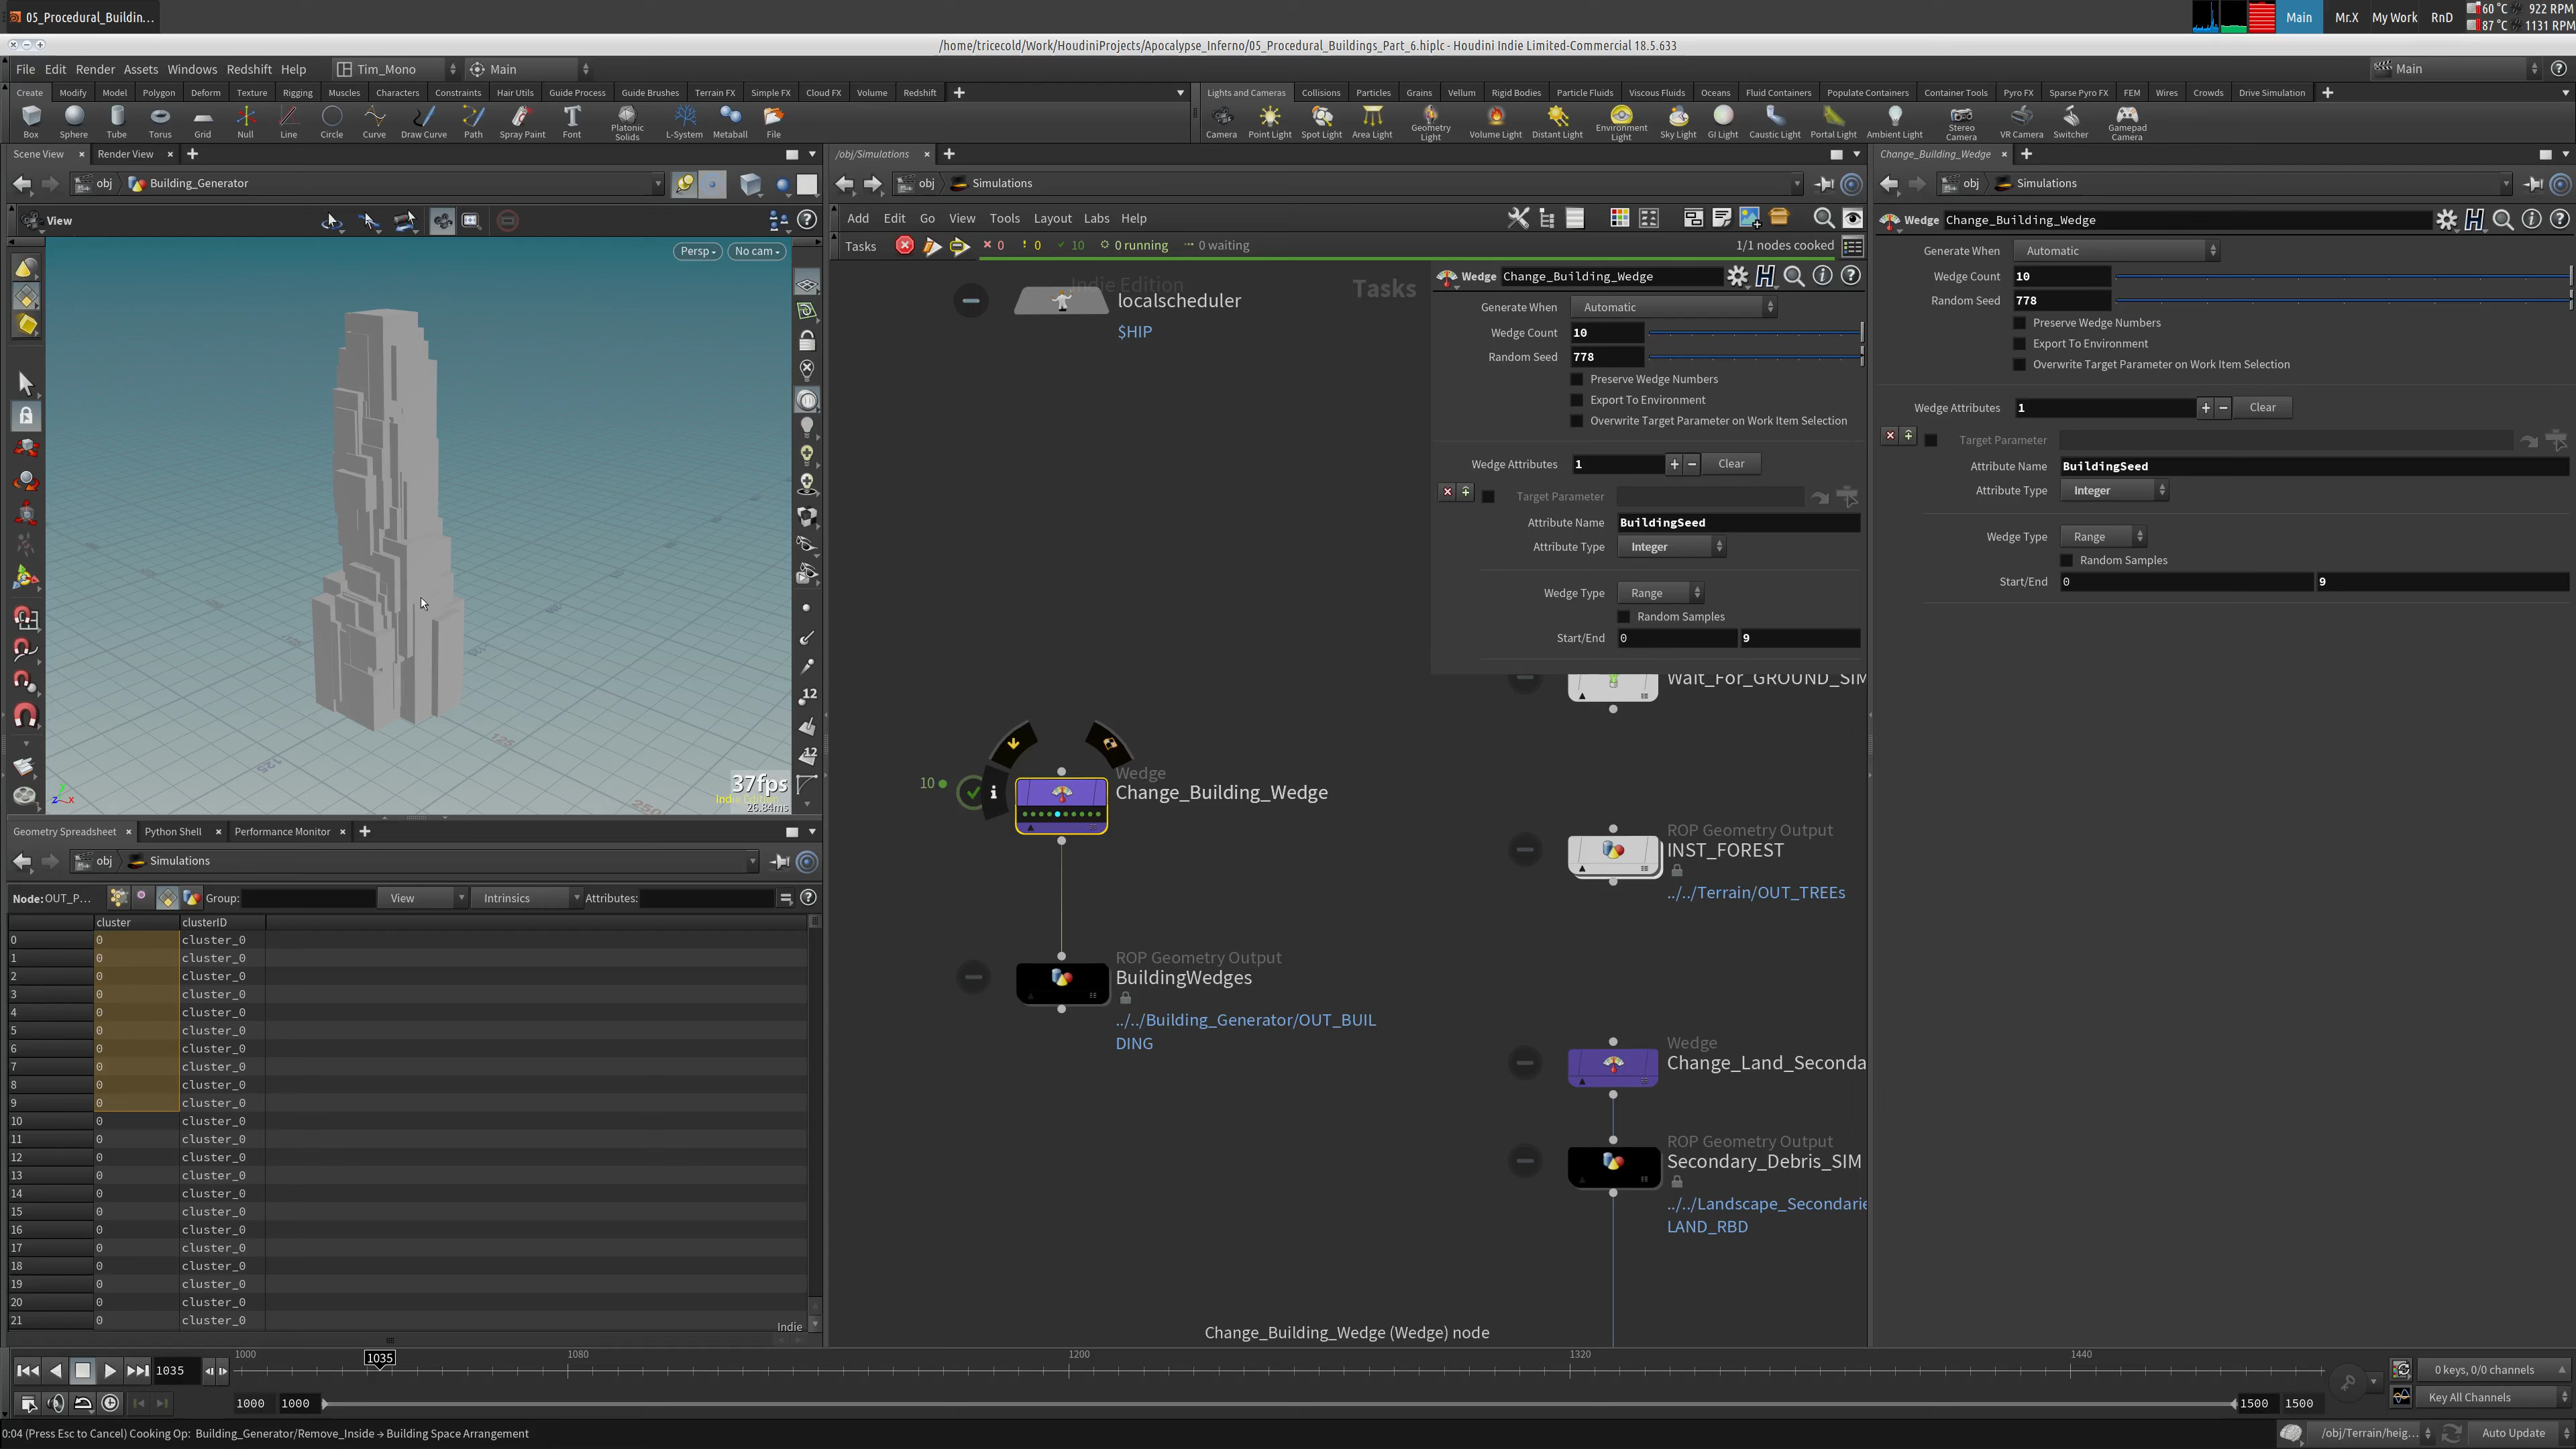 05_Procedural_Buildin...
Main Mr.X My Work RnD 60 °C 922 RPM
87 °C 1131 RPM
/home/tricecold/Work/HoudiniProjects/Apocalypse_Inferno/05_Procedural_Buildings_Part_6.hiplc - Houdini Indie Limited-Commercial 18.5.633
File Edit Render Assets Windows Redshift Help Tim_Mono Main Main
Create Modify Model Polygon Deform Texture Rigging Muscles Characters Constraints Hair Utils Guide Process Guide Brushes Terrain FX Simple FX Cloud FX Volume Redshift
Lights and Cameras Collisions Particles Grains Vellum Rigid Bodies Particle Fluids Viscous Fluids Oceans Fluid Containers Populate Containers Container Tools Pyro FX Sparse Pyro FX FEM Wires Crowds Drive Simulation
Box Sphere Tube Torus Grid Null Line Circle Curve Draw Curve Path Spray Paint Font Platonic Solids L-System Metaball File
Camera Point Light Spot Light Area Light Geometry Light Volume Light Distant Light Environment Light Sky Light GI Light Caustic Light Portal Light Ambient Light Stereo Camera VR Camera Switcher Gamepad Camera
Scene View Render View
obj Building_Generator
View
Persp No cam
125
125
250
37fps
Indie Edition
26.84ms
12
12
/obj/Simulations
obj Simulations
Add Edit Go View Tools Layout Labs Help
Tasks 0 0 10 0 running 0 waiting 1/1 nodes cooked
Indie Edition
Tasks
localscheduler
$HIP
Wedge Change_Building_Wedge
Generate When Automatic
Wedge Count 10
Random Seed 778
Preserve Wedge Numbers
Export To Environment
Overwrite Target Parameter on Work Item Selection
Wedge Attributes 1 Clear
Target Parameter
Attribute Name BuildingSeed
Attribute Type Integer
Wedge Type Range
Random Samples
Start/End 0 9
Wait_For_GROUND_SIM
10
Wedge
Change_Building_Wedge
ROP Geometry Output
INST_FOREST
../../Terrain/OUT_TREEs
ROP Geometry Output
BuildingWedges
../../Building_Generator/OUT_BUIL
DING
Wedge
Change_Land_Seconda
ROP Geometry Output
Secondary_Debris_SIM
../../Landscape_Secondarie
LAND_RBD
Change_Building_Wedge (Wedge) node
Change_Building_Wedge
obj Simulations
Wedge Change_Building_Wedge
Generate When Automatic
Wedge Count 10
Random Seed 778
Preserve Wedge Numbers
Export To Environment
Overwrite Target Parameter on Work Item Selection
Wedge Attributes 1 Clear
Target Parameter
Attribute Name BuildingSeed
Attribute Type Integer
Wedge Type Range
Random Samples
Start/End 0 9
Geometry Spreadsheet Python Shell Performance Monitor
obj Simulations
Node:OUT_P... Group: View Intrinsics Attributes:
cluster clusterID
0 0 cluster_0
1 0 cluster_0
2 0 cluster_0
3 0 cluster_0
4 0 cluster_0
5 0 cluster_0
6 0 cluster_0
7 0 cluster_0
8 0 cluster_0
9 0 cluster_0
10 0 cluster_0
11 0 cluster_0
12 0 cluster_0
13 0 cluster_0
14 0 cluster_0
15 0 cluster_0
16 0 cluster_0
17 0 cluster_0
18 0 cluster_0
19 0 cluster_0
20 0 cluster_0
21 0 cluster_0
Indie
1035 1000 1035 1080 1200 1320 1440 0 keys, 0/0 channels
1000 1000 1500 1500 Key All Channels
0:04 (Press Esc to Cancel) Cooking Op: Building_Generator/Remove_Inside → Building Space Arrangement /obj/Terrain/heig... Auto Update